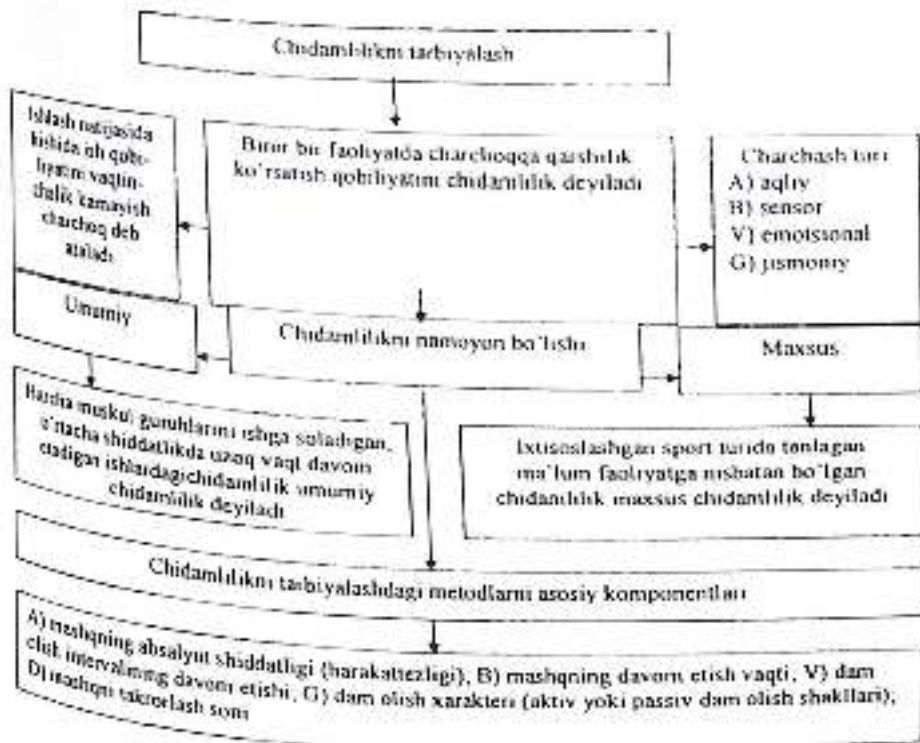 Chidamlilikni tarbiyalash
Ishlash natijasida
kishida ish qobi-
liyatini vaqtin-
chalik kamayish
charchoq deb
ataladi.
Biror bir faoliyatda charchoqqa qarshilik
ko`rsatish qobiliyatini chidamlilik deyiladi
Charchash turi
A) aqliy
B) sensor
V) emotsional
G) jismoniy
Umumiy
Chidamlilikni namoyon bo`lishi
Maxsus
Barcha muskul guruhlarini ishga soladigan,
o`rtacha shiddatlikda uzoq vaqt davom
etadigan ishlardagi chidamlilik umumiy
chidamlilik deyiladi
Ixtisoslashgan sport turida tanlagan
ma`lum faoliyatga nisbatan bo`lgan
chidamlilik maxsus chidamlilik deyiladi
Chidamlilikni tarbiyalashdagi metodlarni asosiy komponentlari
A) mashqning absalyut shiddatligi (harakattezligi), B) mashqning davom etish vaqti, V) dam
olish intervalining davom etishi, G) dam olish xarakteri (aktiv yoki passiv dam olish shakllari),
D) mashqni takrorlash soni